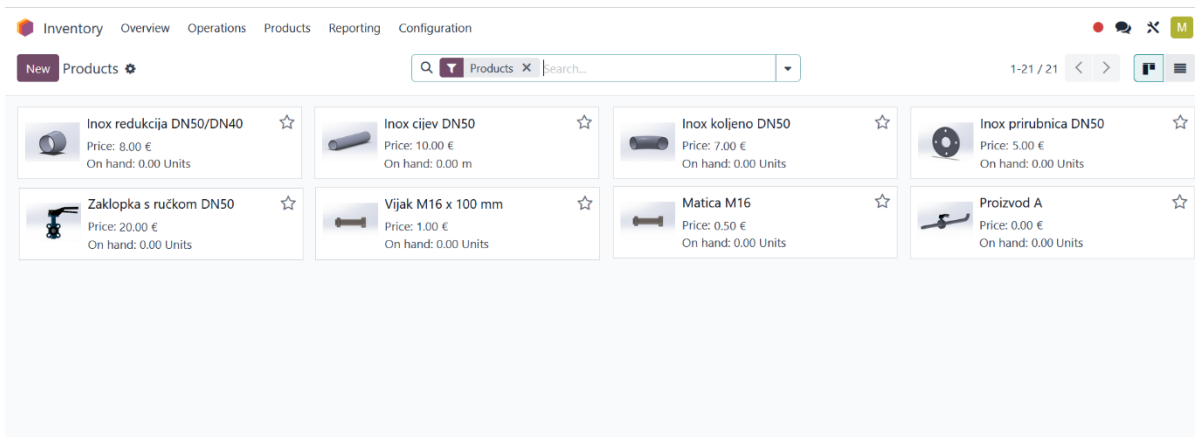 Inventory Overview Operations Products Reporting Configuration M
New Products Products × Search... 1-21 / 21
Inox redukcija DN50/DN40
Price: 8.00 €
On hand: 0.00 Units
Inox cijev DN50
Price: 10.00 €
On hand: 0.00 m
Inox koljeno DN50
Price: 7.00 €
On hand: 0.00 Units
Inox prirubnica DN50
Price: 5.00 €
On hand: 0.00 Units
Zaklopka s ručkom DN50
Price: 20.00 €
On hand: 0.00 Units
Vijak M16 x 100 mm
Price: 1.00 €
On hand: 0.00 Units
Matica M16
Price: 0.50 €
On hand: 0.00 Units
Proizvod A
Price: 0.00 €
On hand: 0.00 Units